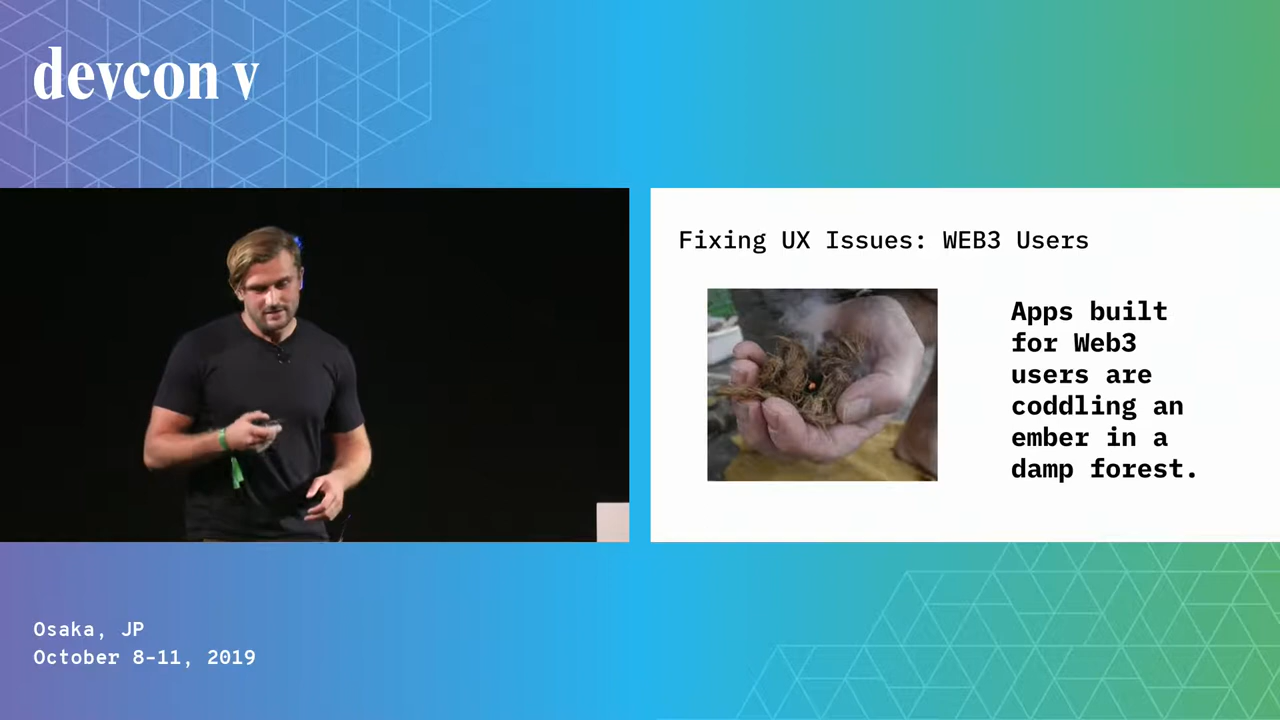 devcon v
Fixing UX Issues: WEB3 Users
Apps built
for Web3
users are
coddling an
ember in a
damp forest.
Osaka, JP
October 8-11, 2019